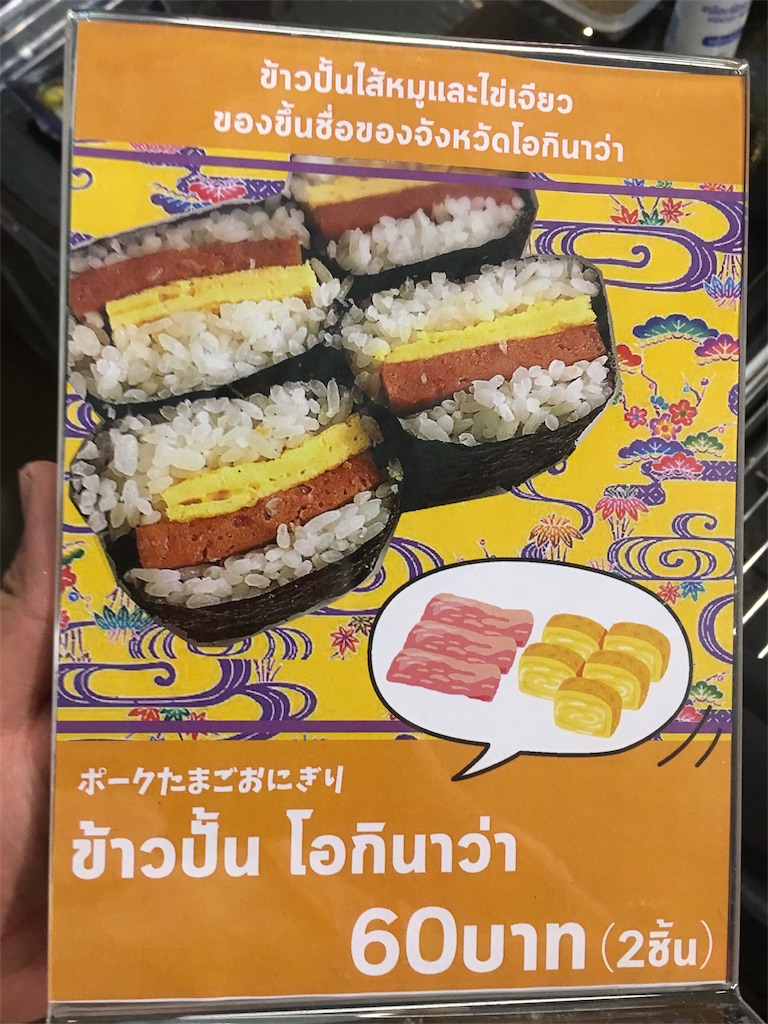 ข้าวปั้นไส้หมูและไข่เจียว
ของขึ้นชื่อของจังหวัดโอกินาว่า
ポークたまごおにぎり
ข้าวปั้น โอกินาว่า
60บาท (2ชิ้น)